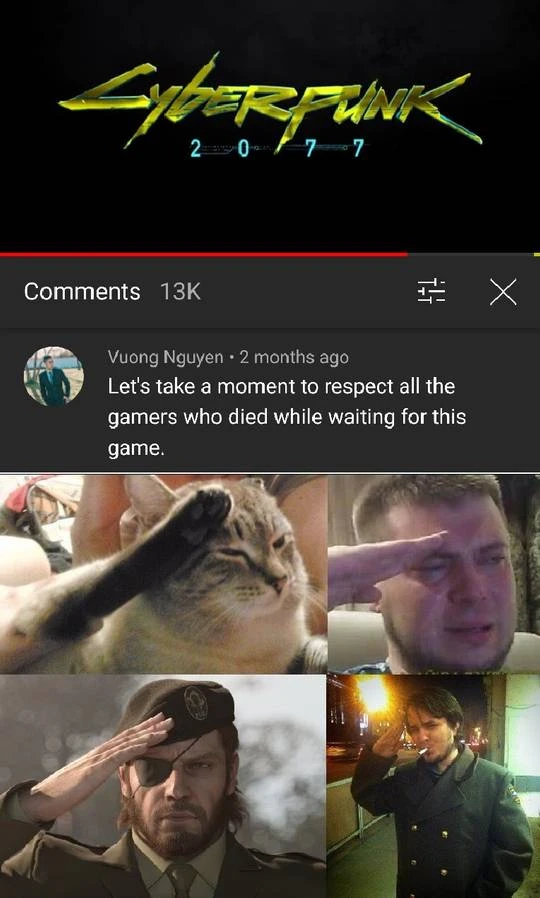 CYBERPUNK
2077
Comments 13K
Vuong Nguyen • 2 months ago
Let's take a moment to respect all the
gamers who died while waiting for this
game.